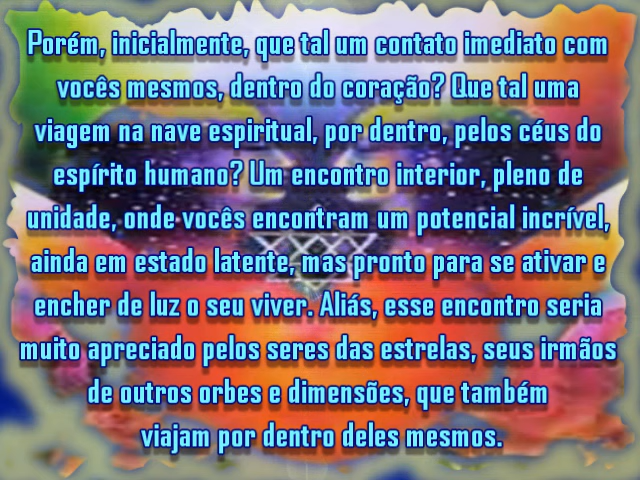 Porém, inicialmente, que tal um contato imediato com
vocês mesmos, dentro do coração? Que tal uma
viagem na nave espiritual, por dentro, pelos céus do
espírito humano? Um encontro interior, pleno de
unidade, onde vocês encontram um potencial incrível,
ainda em estado latente, mas pronto para se ativar e
encher de luz o seu viver. Aliás, esse encontro seria
muito apreciado pelos seres das estrelas, seus irmãos
de outros orbes e dimensões, que também
viajam por dentro deles mesmos.